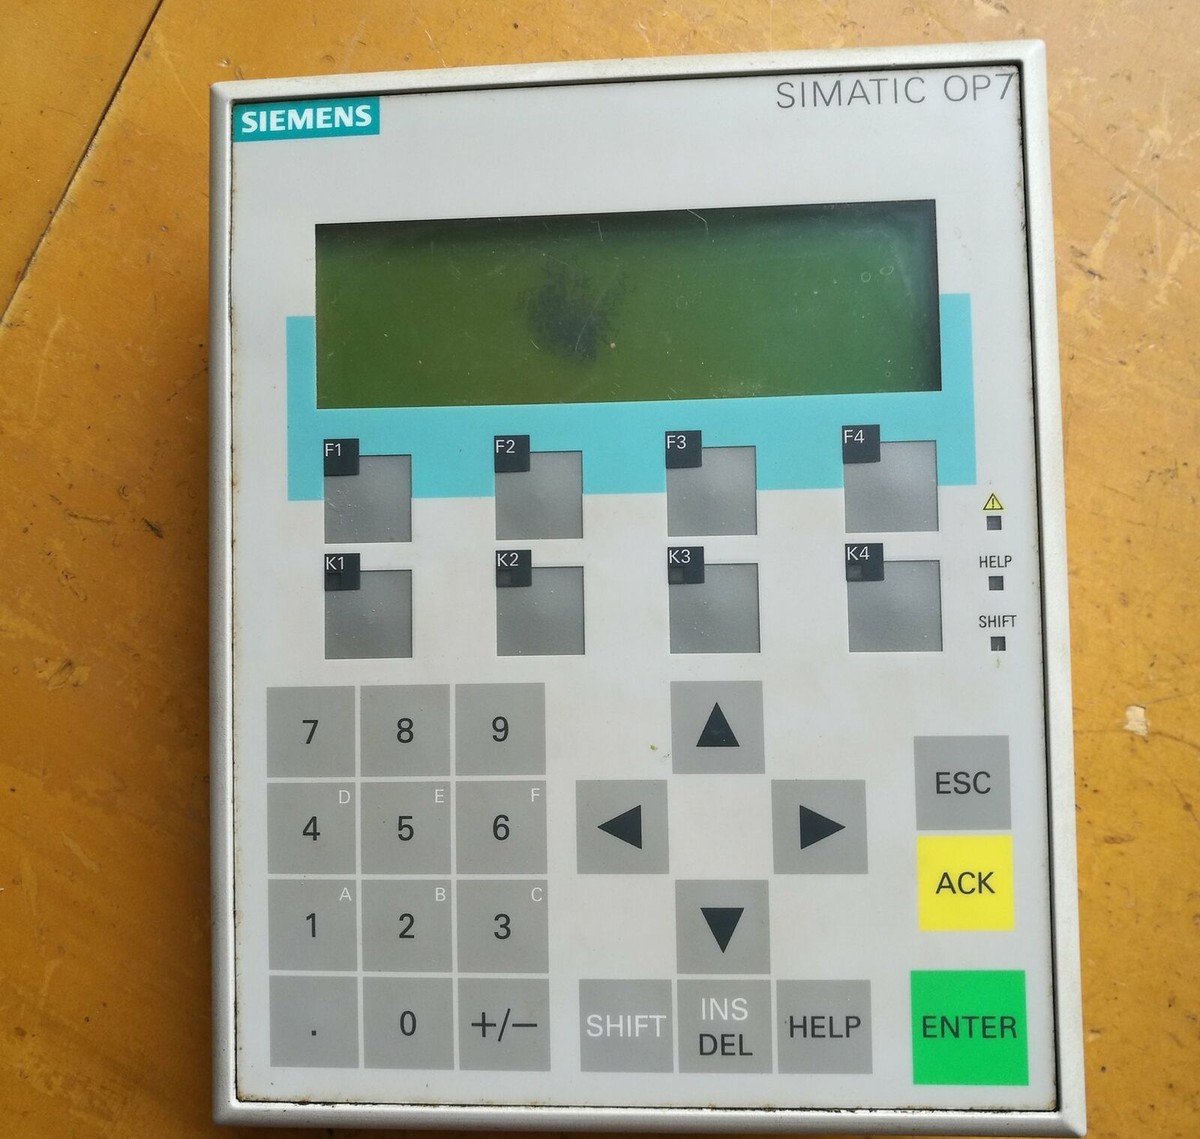 SIEMENS
SIMATIC OP7
F1 F2 F3 F4
K1 K2 K3 K4
HELP
SHIFT
7 8 9
ESC
D E F
4 5 6
ACK
A B C
1 2 3
. 0 +/−
SHIFT
INS
DEL
HELP
ENTER